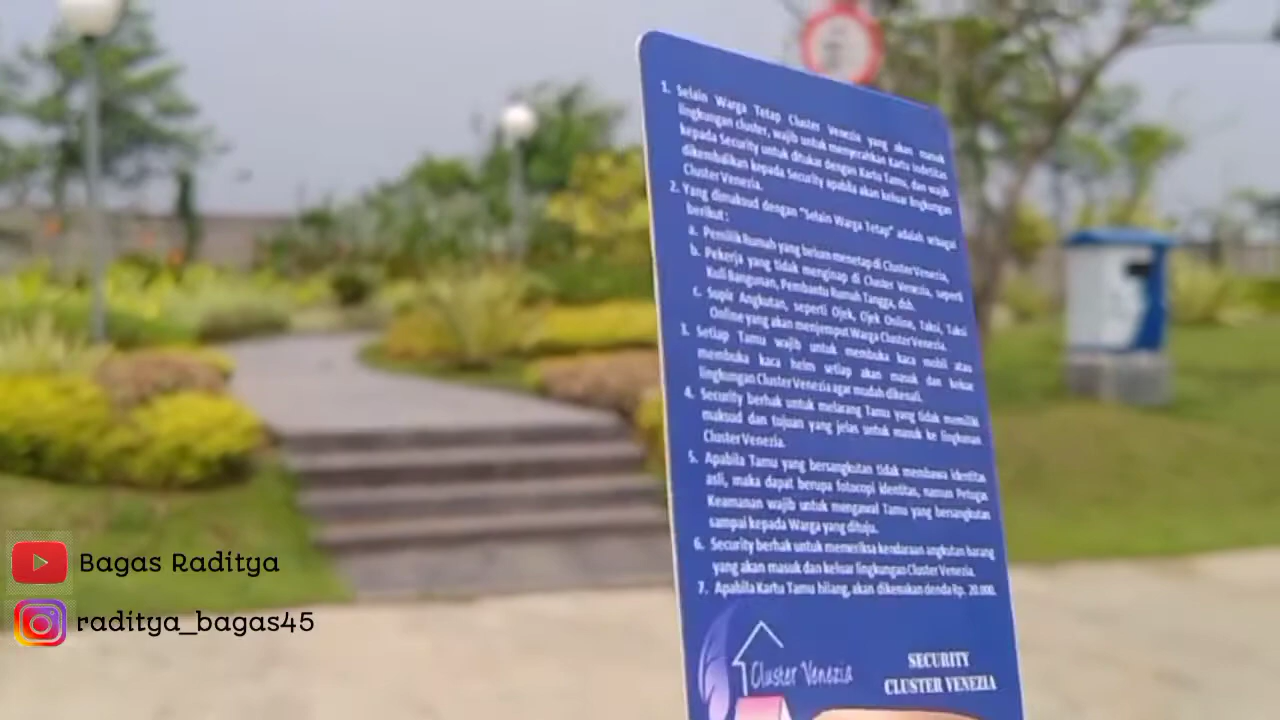 1. Selain Warga Tetap Cluster Venezia yang akan masuk
lingkungan cluster, wajib untuk menyerahkan Kartu Indetitas
kepada Security untuk ditukar dengan Kartu Tamu, dan wajib
dikembalikan kepada Security apabila akan keluar lingkungan
Cluster Venezia.
2. Yang dimaksud dengan "Selain Warga Tetap" adalah sebagai
berikut :
a. Pemilik Rumah yang belum menetap di Cluster Venezia,
b. Pekerja yang tidak menginap di Cluster Venezia, seperti
Kuli Bangunan, Pembantu Rumah Tangga, dsb.
c. Supir Angkutan, seperti Ojek, Ojek Online, Taksi, Taksi
Online yang akan menjemput Warga Cluster Venezia.
3. Setiap Tamu wajib untuk membuka kaca mobil atau
membuka kaca helm setiap akan masuk dan keluar
lingkungan Cluster Venezia agar mudah dikenali.
4. Security berhak untuk melarang Tamu yang tidak memilik
maksud dan tujuan yang jelas untuk masuk ke lingkunan
Cluster Venezia.
5. Apabila Tamu yang bersangkutan tidak membawa identitas
asli, maka dapat berupa fotocopi identitas, namun Petugas
Keamanan wajib untuk mengawal Tamu yang bersangkutan
sampai kepada Warga yang dituju.
6. Security berhak untuk memeriksa kendaraan angkutan barang
yang akan masuk dan keluar lingkungan Cluster Venezia.
7. Apabila Kartu Tamu hilang, akan dikenakan denda Rp. 20.000.
Cluster Venezia
SECURITY
CLUSTER VENEZIA
Bagas Raditya
raditya_bagas45